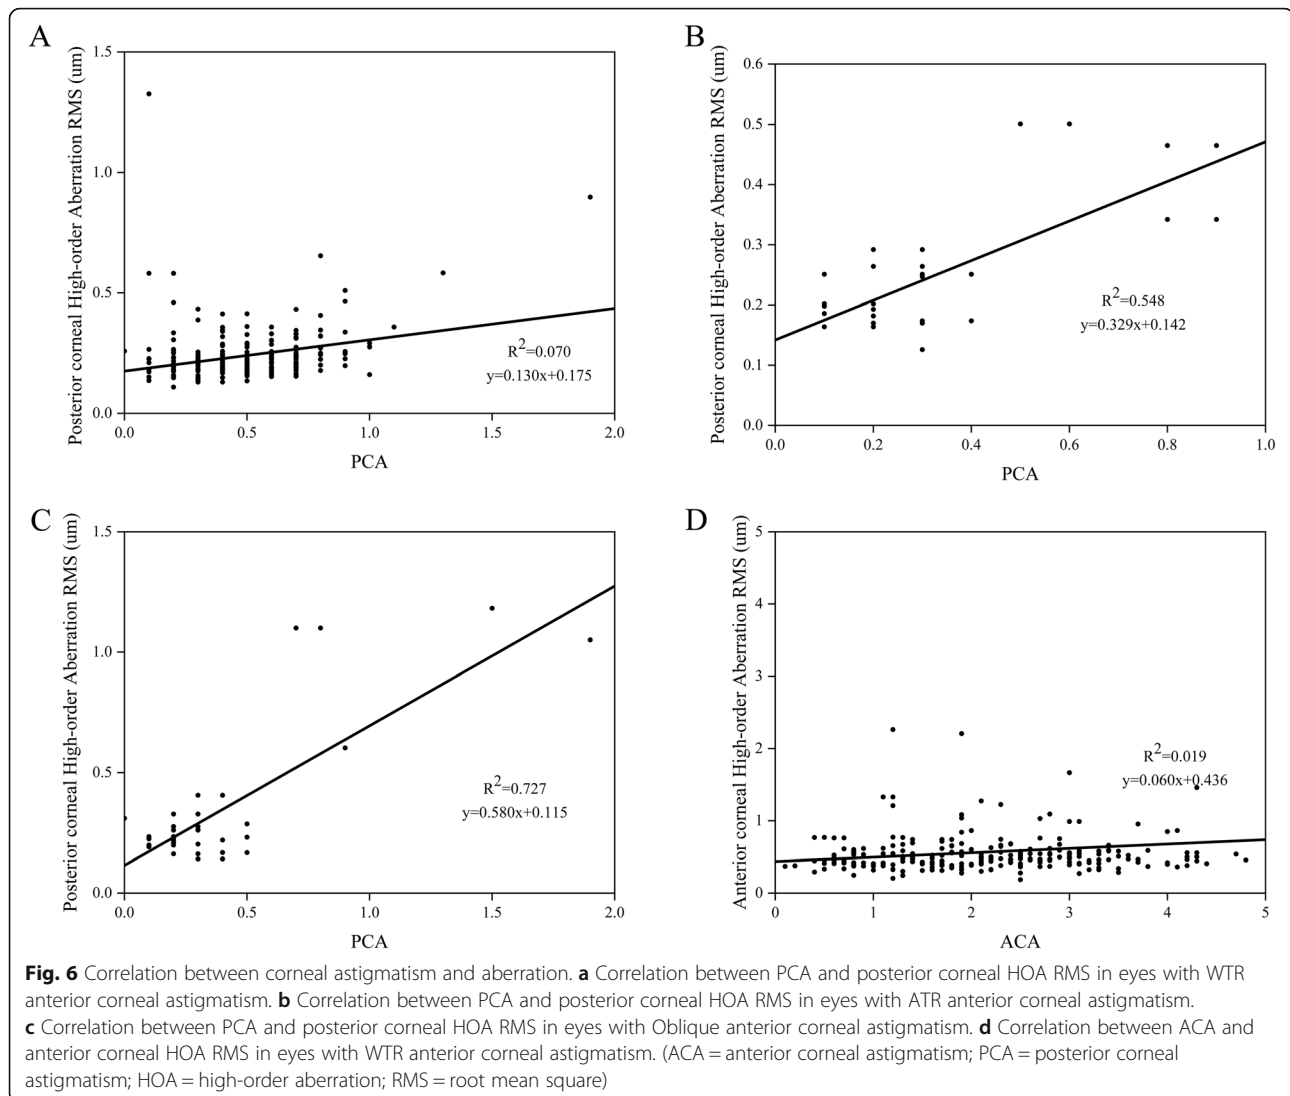 A
Posterior corneal High-order Aberration RMS (um)
1.5
1.0
0.5
0.0
R2=0.070
y=0.130x+0.175
0.0 0.5 1.0 1.5 2.0
PCA
B
Posterior corneal High-order Aberration RMS (um)
0.6
0.5
0.4
0.3
0.2
0.1
0.0
R2=0.548
y=0.329x+0.142
0.0 0.2 0.4 0.6 0.8 1.0
PCA
C
Posterior corneal High-order Aberration RMS (um)
1.5
1.0
0.5
0.0
R2=0.727
y=0.580x+0.115
0.0 0.5 1.0 1.5 2.0
PCA
D
Anterior corneal High-order Aberration RMS (um)
5
4
3
2
1
0
R2=0.019
y=0.060x+0.436
0 1 2 3 4 5
ACA
Fig. 6 Correlation between corneal astigmatism and aberration. a Correlation between PCA and posterior corneal HOA RMS in eyes with WTR
anterior corneal astigmatism. b Correlation between PCA and posterior corneal HOA RMS in eyes with ATR anterior corneal astigmatism.
c Correlation between PCA and posterior corneal HOA RMS in eyes with Oblique anterior corneal astigmatism. d Correlation between ACA and
anterior corneal HOA RMS in eyes with WTR anterior corneal astigmatism. (ACA = anterior corneal astigmatism; PCA = posterior corneal
astigmatism; HOA = high-order aberration; RMS = root mean square)